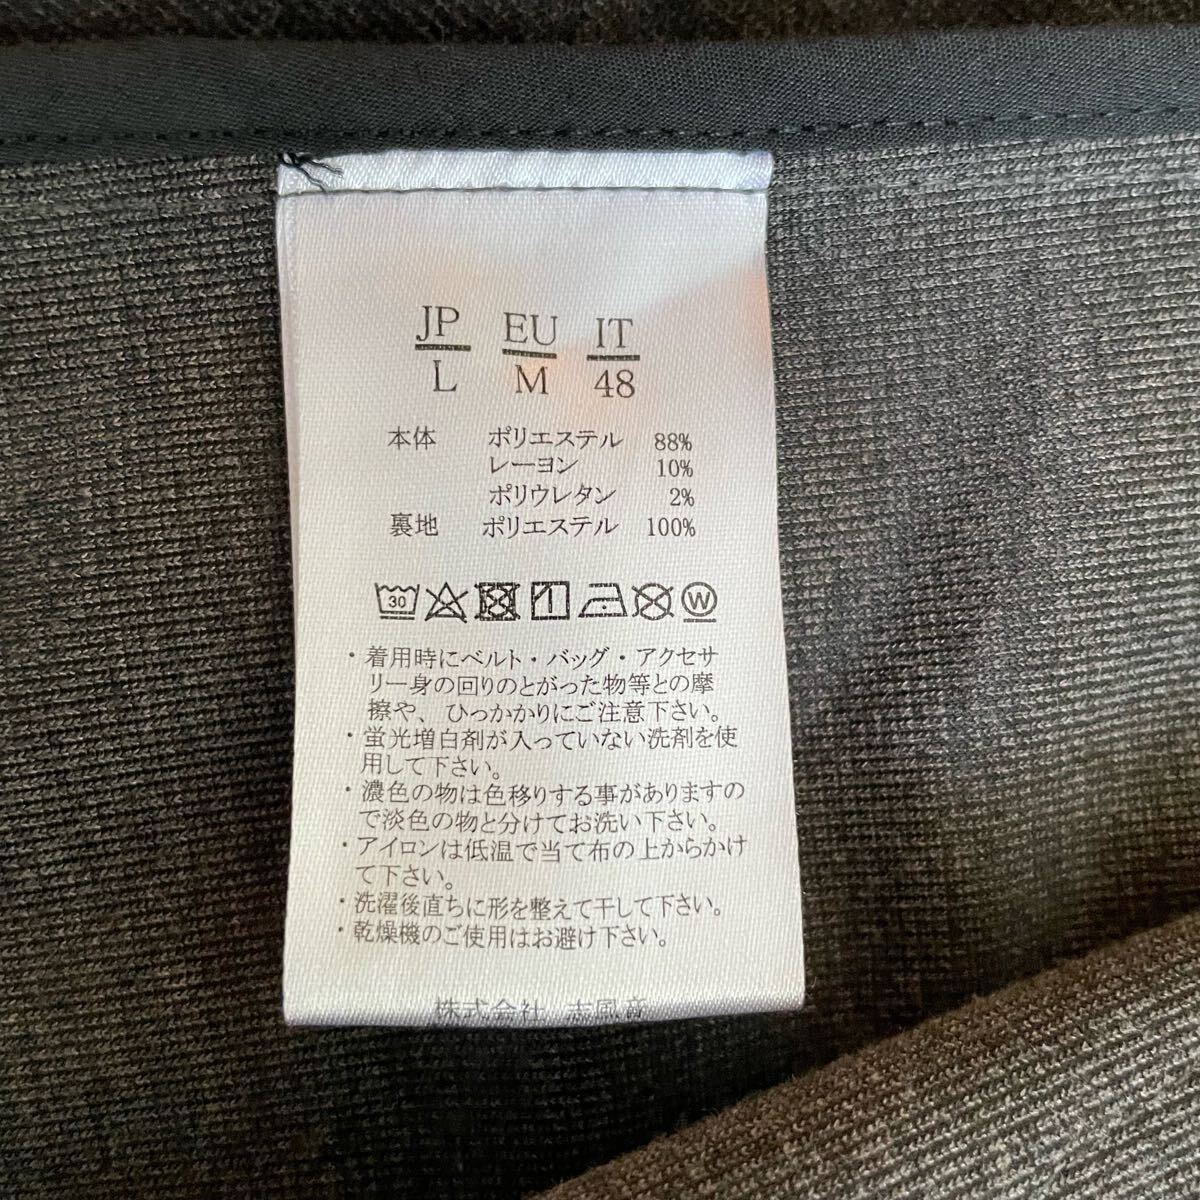 JP EU IT
L M 48
本体 ポリエステル 88%
レーヨン 10%
ポリウレタン 2%
裏地 ポリエステル 100%
30 W
・着用時にベルト・バッグ・アクセサ
リー身の回りのとがった物等との摩
擦や、ひっかかりにご注意下さい。
・蛍光増白剤が入っていない洗剤を使
用して下さい。
・濃色の物は色移りする事がありますの
で淡色の物と分けてお洗い下さい。
・アイロンは低温で当て布の上からかけ
て下さい。
・洗濯後直ちに形を整えて干して下さい。
・乾燥機のご使用はお避け下さい。
株式会社 志風音